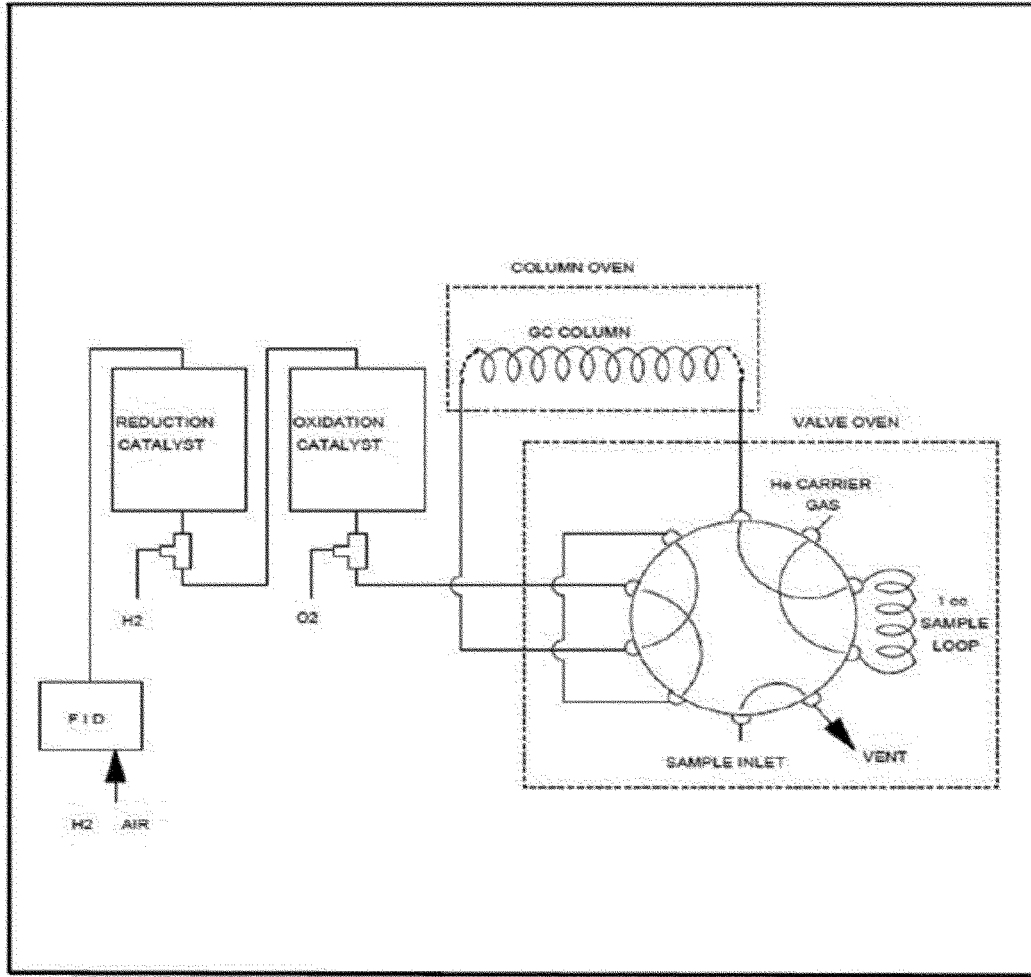 COLUMN OVEN
GC COLUMN
REDUCTION
CATALYST
OXIDATION
CATALYST
VALVE OVEN
He CARRIER
GAS
1 cc
SAMPLE
LOOP
H2
O2
F I D
SAMPLE INLET
VENT
H2 AIR